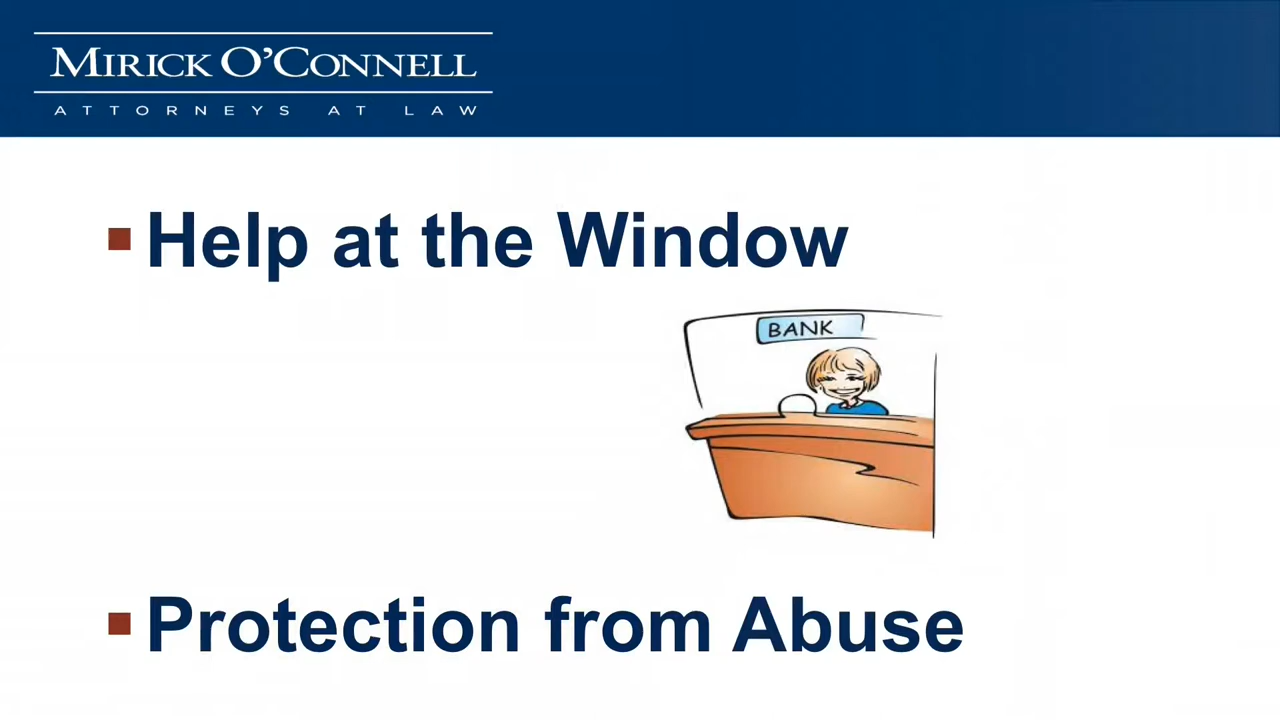 MIRICK O'CONNELL
ATTORNEYS AT LAW
Help at the Window
BANK
Protection from Abuse